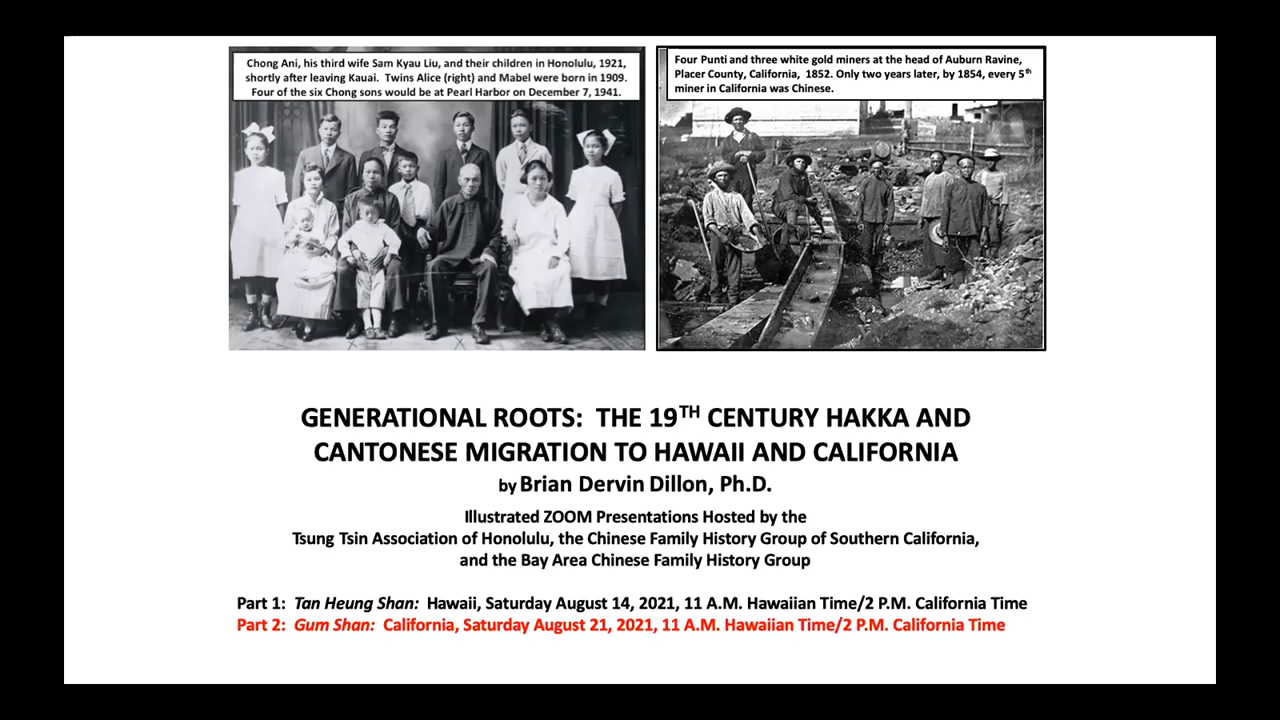 Chong Ani, his third wife Sam Kyau Liu, and their children in Honolulu, 1921,
shortly after leaving Kauai. Twins Alice (right) and Mabel were born in 1909.
Four of the six Chong sons would be at Pearl Harbor on December 7, 1941.
Four Punti and three white gold miners at the head of Auburn Ravine,
Placer County, California, 1852. Only two years later, by 1854, every 5th
miner in California was Chinese.
GENERATIONAL ROOTS: THE 19TH CENTURY HAKKA AND
CANTONESE MIGRATION TO HAWAII AND CALIFORNIA
by Brian Dervin Dillon, Ph.D.
Illustrated ZOOM Presentations Hosted by the
Tsung Tsin Association of Honolulu, the Chinese Family History Group of Southern California,
and the Bay Area Chinese Family History Group
Part 1: Tan Heung Shan: Hawaii, Saturday August 14, 2021, 11 A.M. Hawaiian Time/2 P.M. California Time
Part 2: Gum Shan: California, Saturday August 21, 2021, 11 A.M. Hawaiian Time/2 P.M. California Time